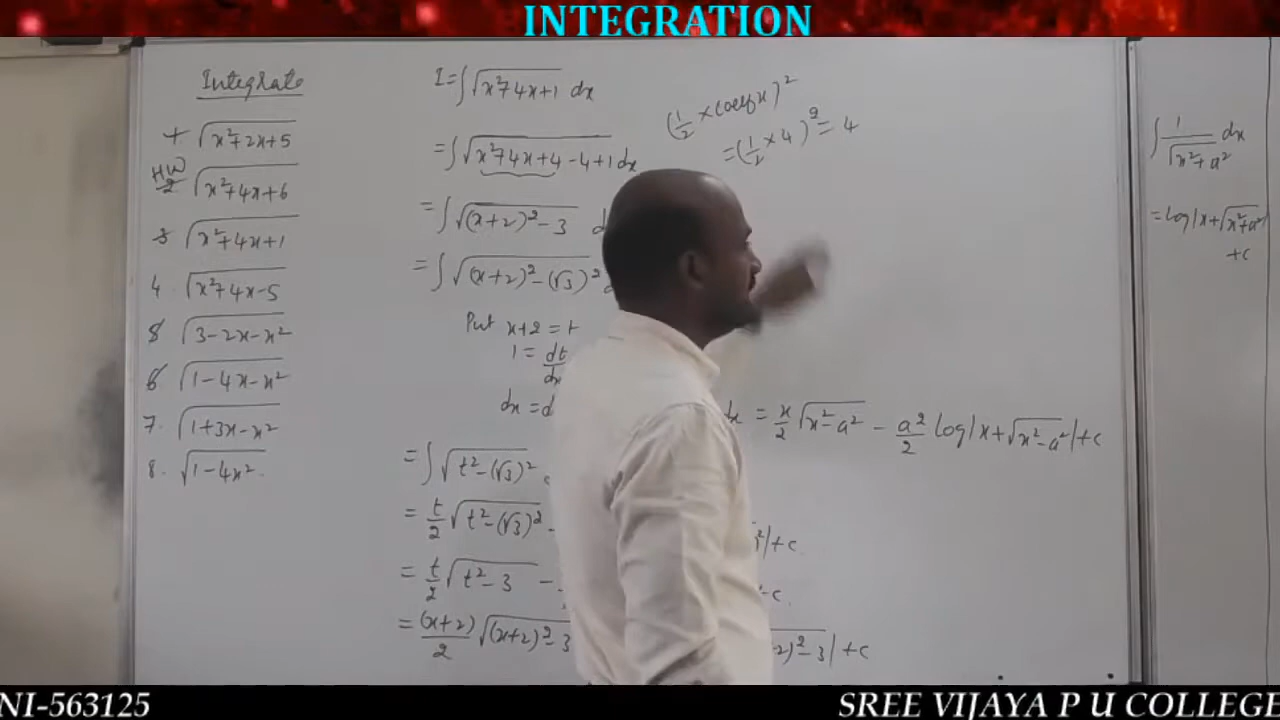 INTEGRATION
Integrate
1 √x²+2x+5
HW
2 √x²+4x+6
3 √x²+4x+1
4. √x²+4x-5
5 √3-2x-x²
6 √1-4x-x²
7. √1+3x-x²
8. √1-4x².
I=∫√x²+4x+1 dx
=∫√x²+4x+4-4+1 dx
=∫√(x+2)²-3
=∫√(x+2)²-(√3)²
Put x+2=t
1=dt/dx
dx=d
=∫√t²-(√3)²
=t/2 √t²-(√3)²
=t/2 √t²-3 -
=(x+2)/2 √(x+2)²-3
(1/2 × coeff x)²
=(1/2 × 4)²=4
=x/2 √x²-a² - a²/2 log|x+√x²-a²|+c
|+c
+c.
)²-3|+c
∫1/√x²+a² dx
=log|x+√x²+a²|
+c
NI-563125
SREE VIJAYA P U COLLEGE